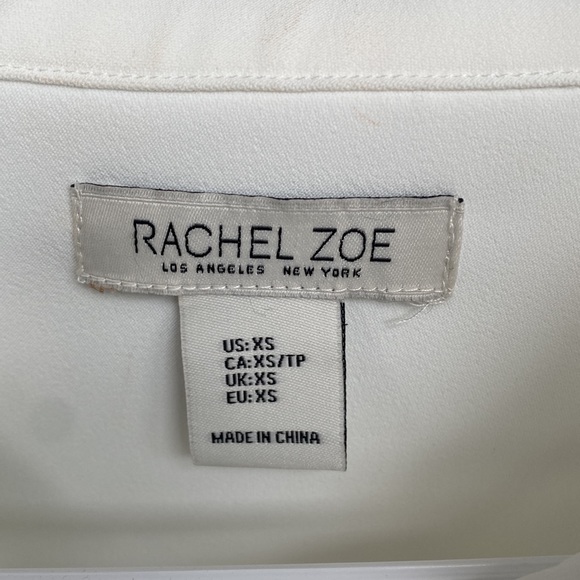 RACHEL ZOE
LOS ANGELES NEW YORK
US:XS
CA:XS/TP
UK:XS
EU:XS
MADE IN CHINA